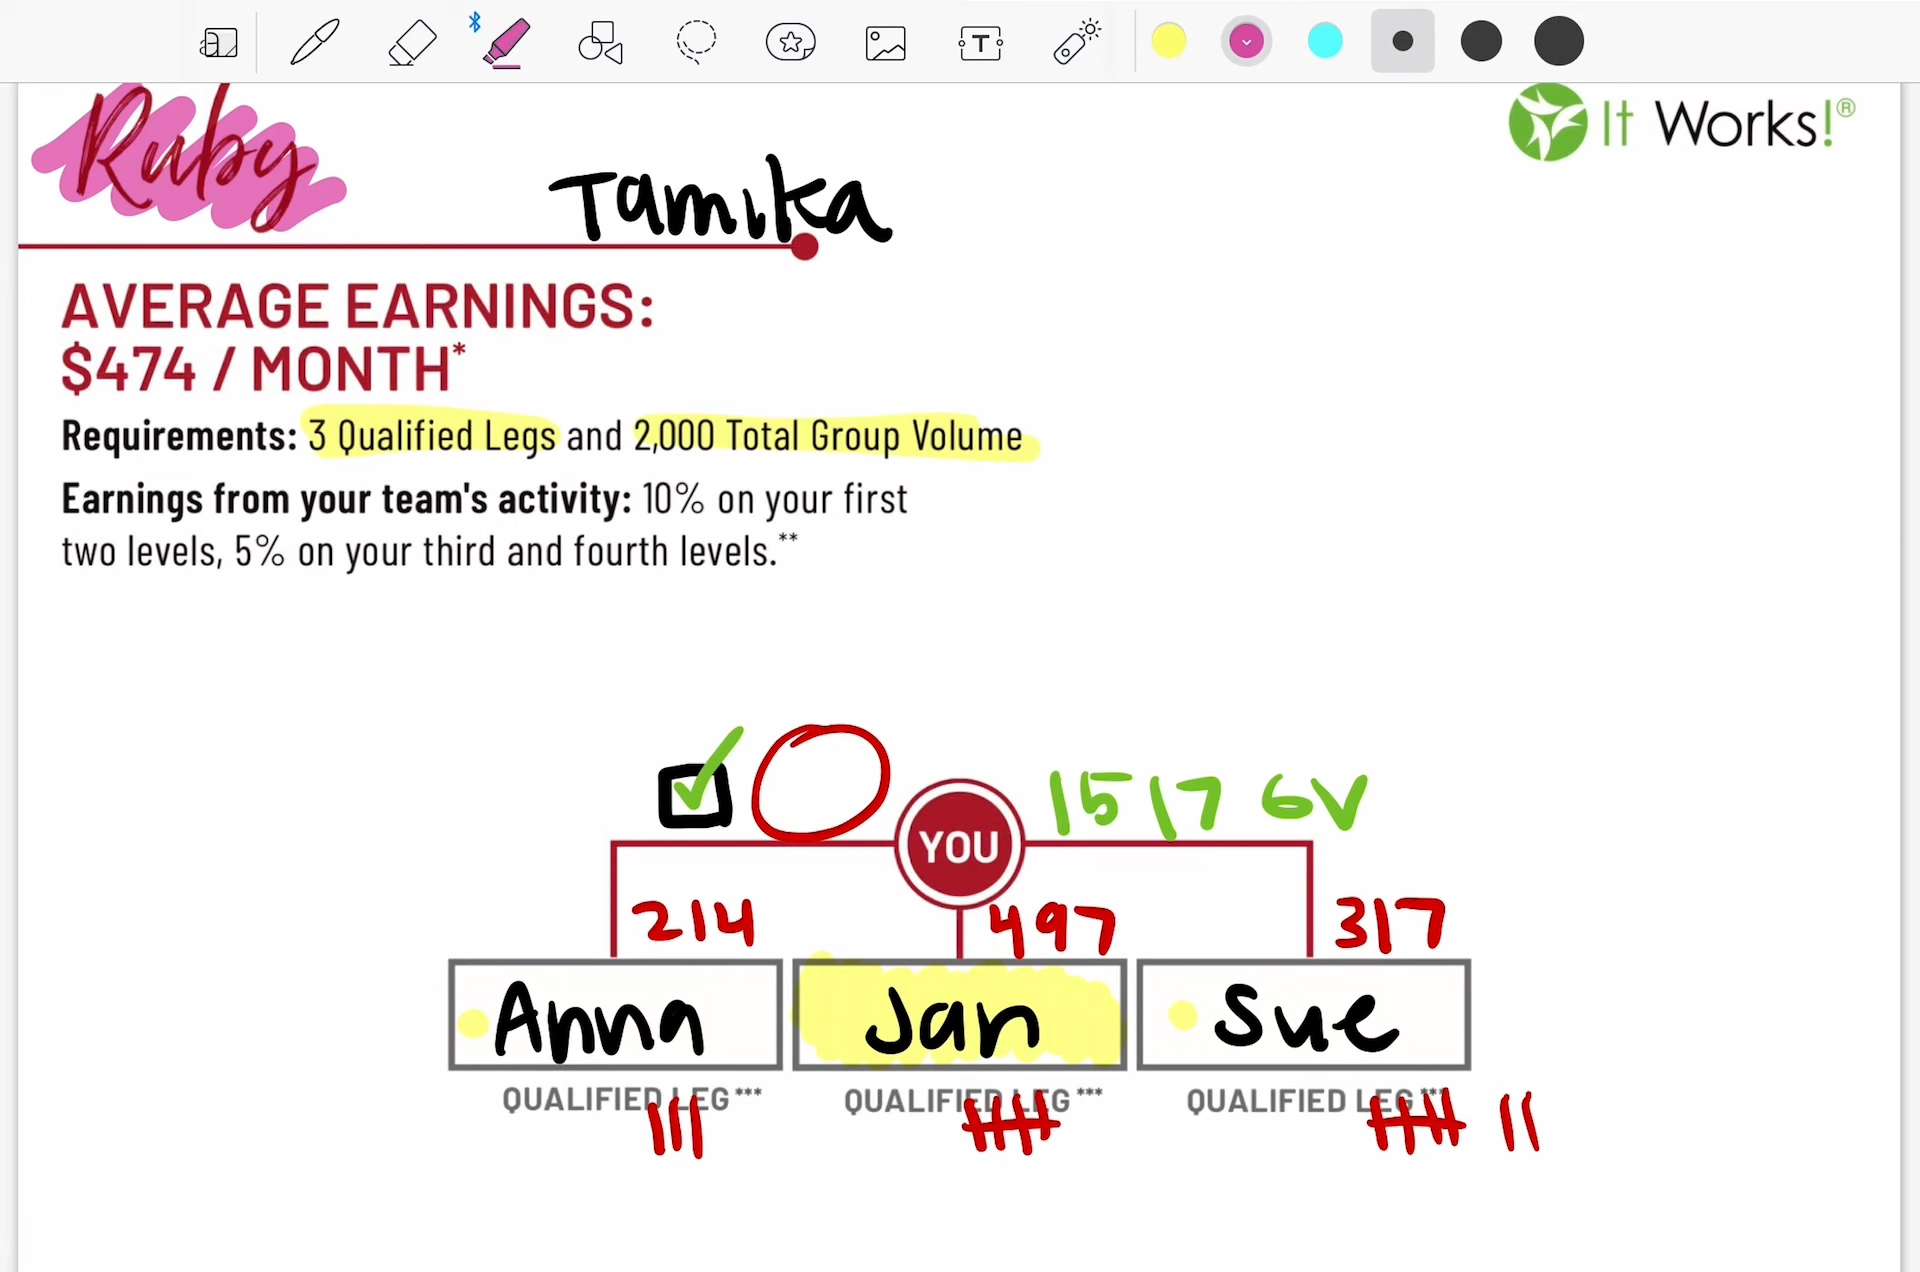 Ruby
It Works!®
Tamika
AVERAGE EARNINGS:
$474 / MONTH*
Requirements: 3 Qualified Legs and 2,000 Total Group Volume
Earnings from your team's activity: 10% on your first
two levels, 5% on your third and fourth levels.**
YOU
1517 GV
214
497
317
Anna
Jan
Sue
QUALIFIED LEG***
QUALIFIED LEG***
QUALIFIED LEG***